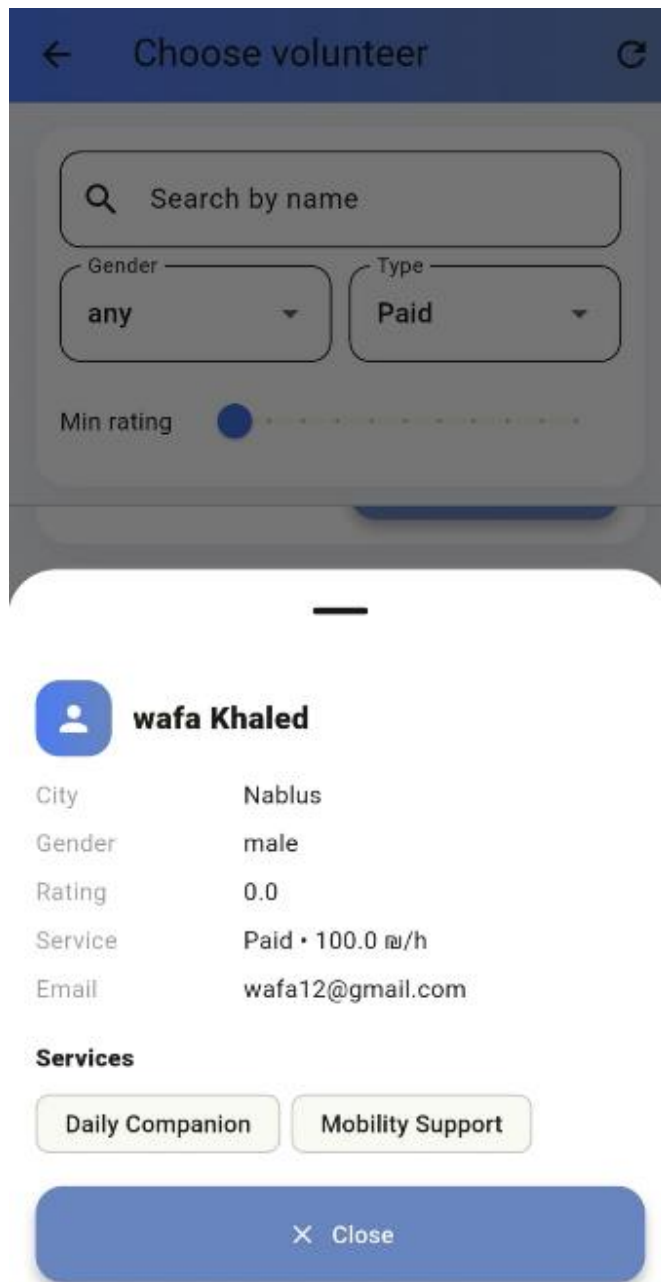 Choose volunteer
Search by name
Gender Type
any Paid
Min rating
wafa Khaled
City Nablus
Gender male
Rating 0.0
Service Paid • 100.0 ₪/h
Email wafa12@gmail.com
Services
Daily Companion Mobility Support
Close